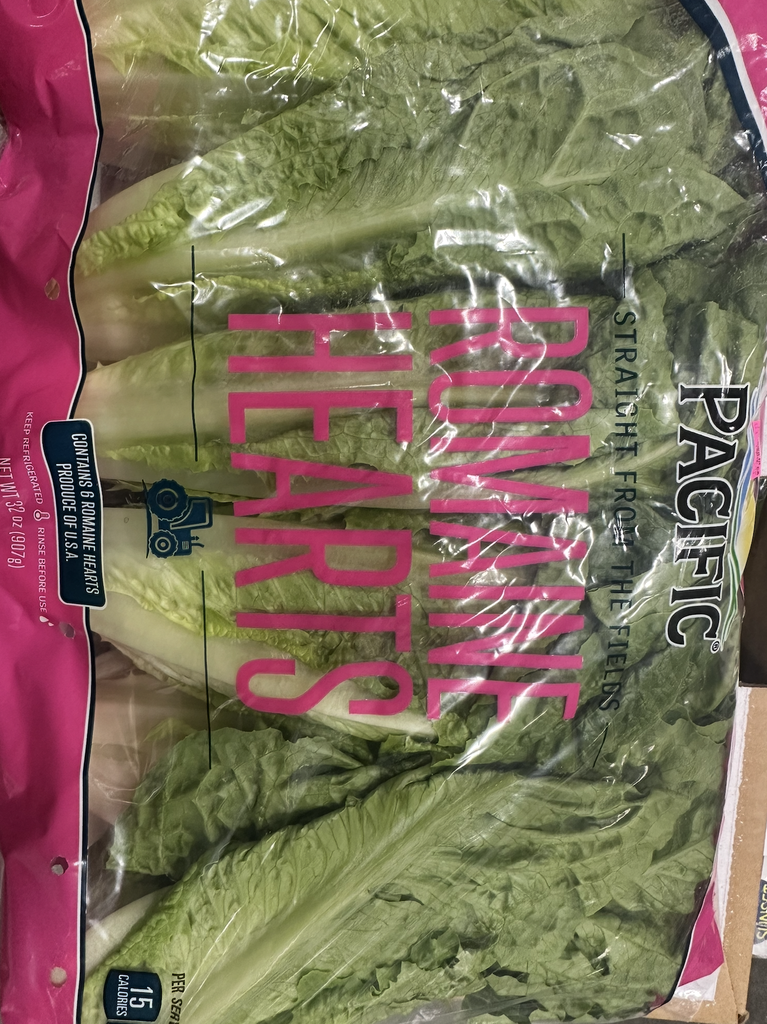 PACIFIC®
STRAIGHT FROM THE FIELDS
ROMAINE
HEARTS
CONTAINS 6 ROMAINE HEARTS
PRODUCE OF U.S.A.
KEEP REFRIGERATED RINSE BEFORE USE
NET WT 32 oz (907g)
15
CALORIES
PER